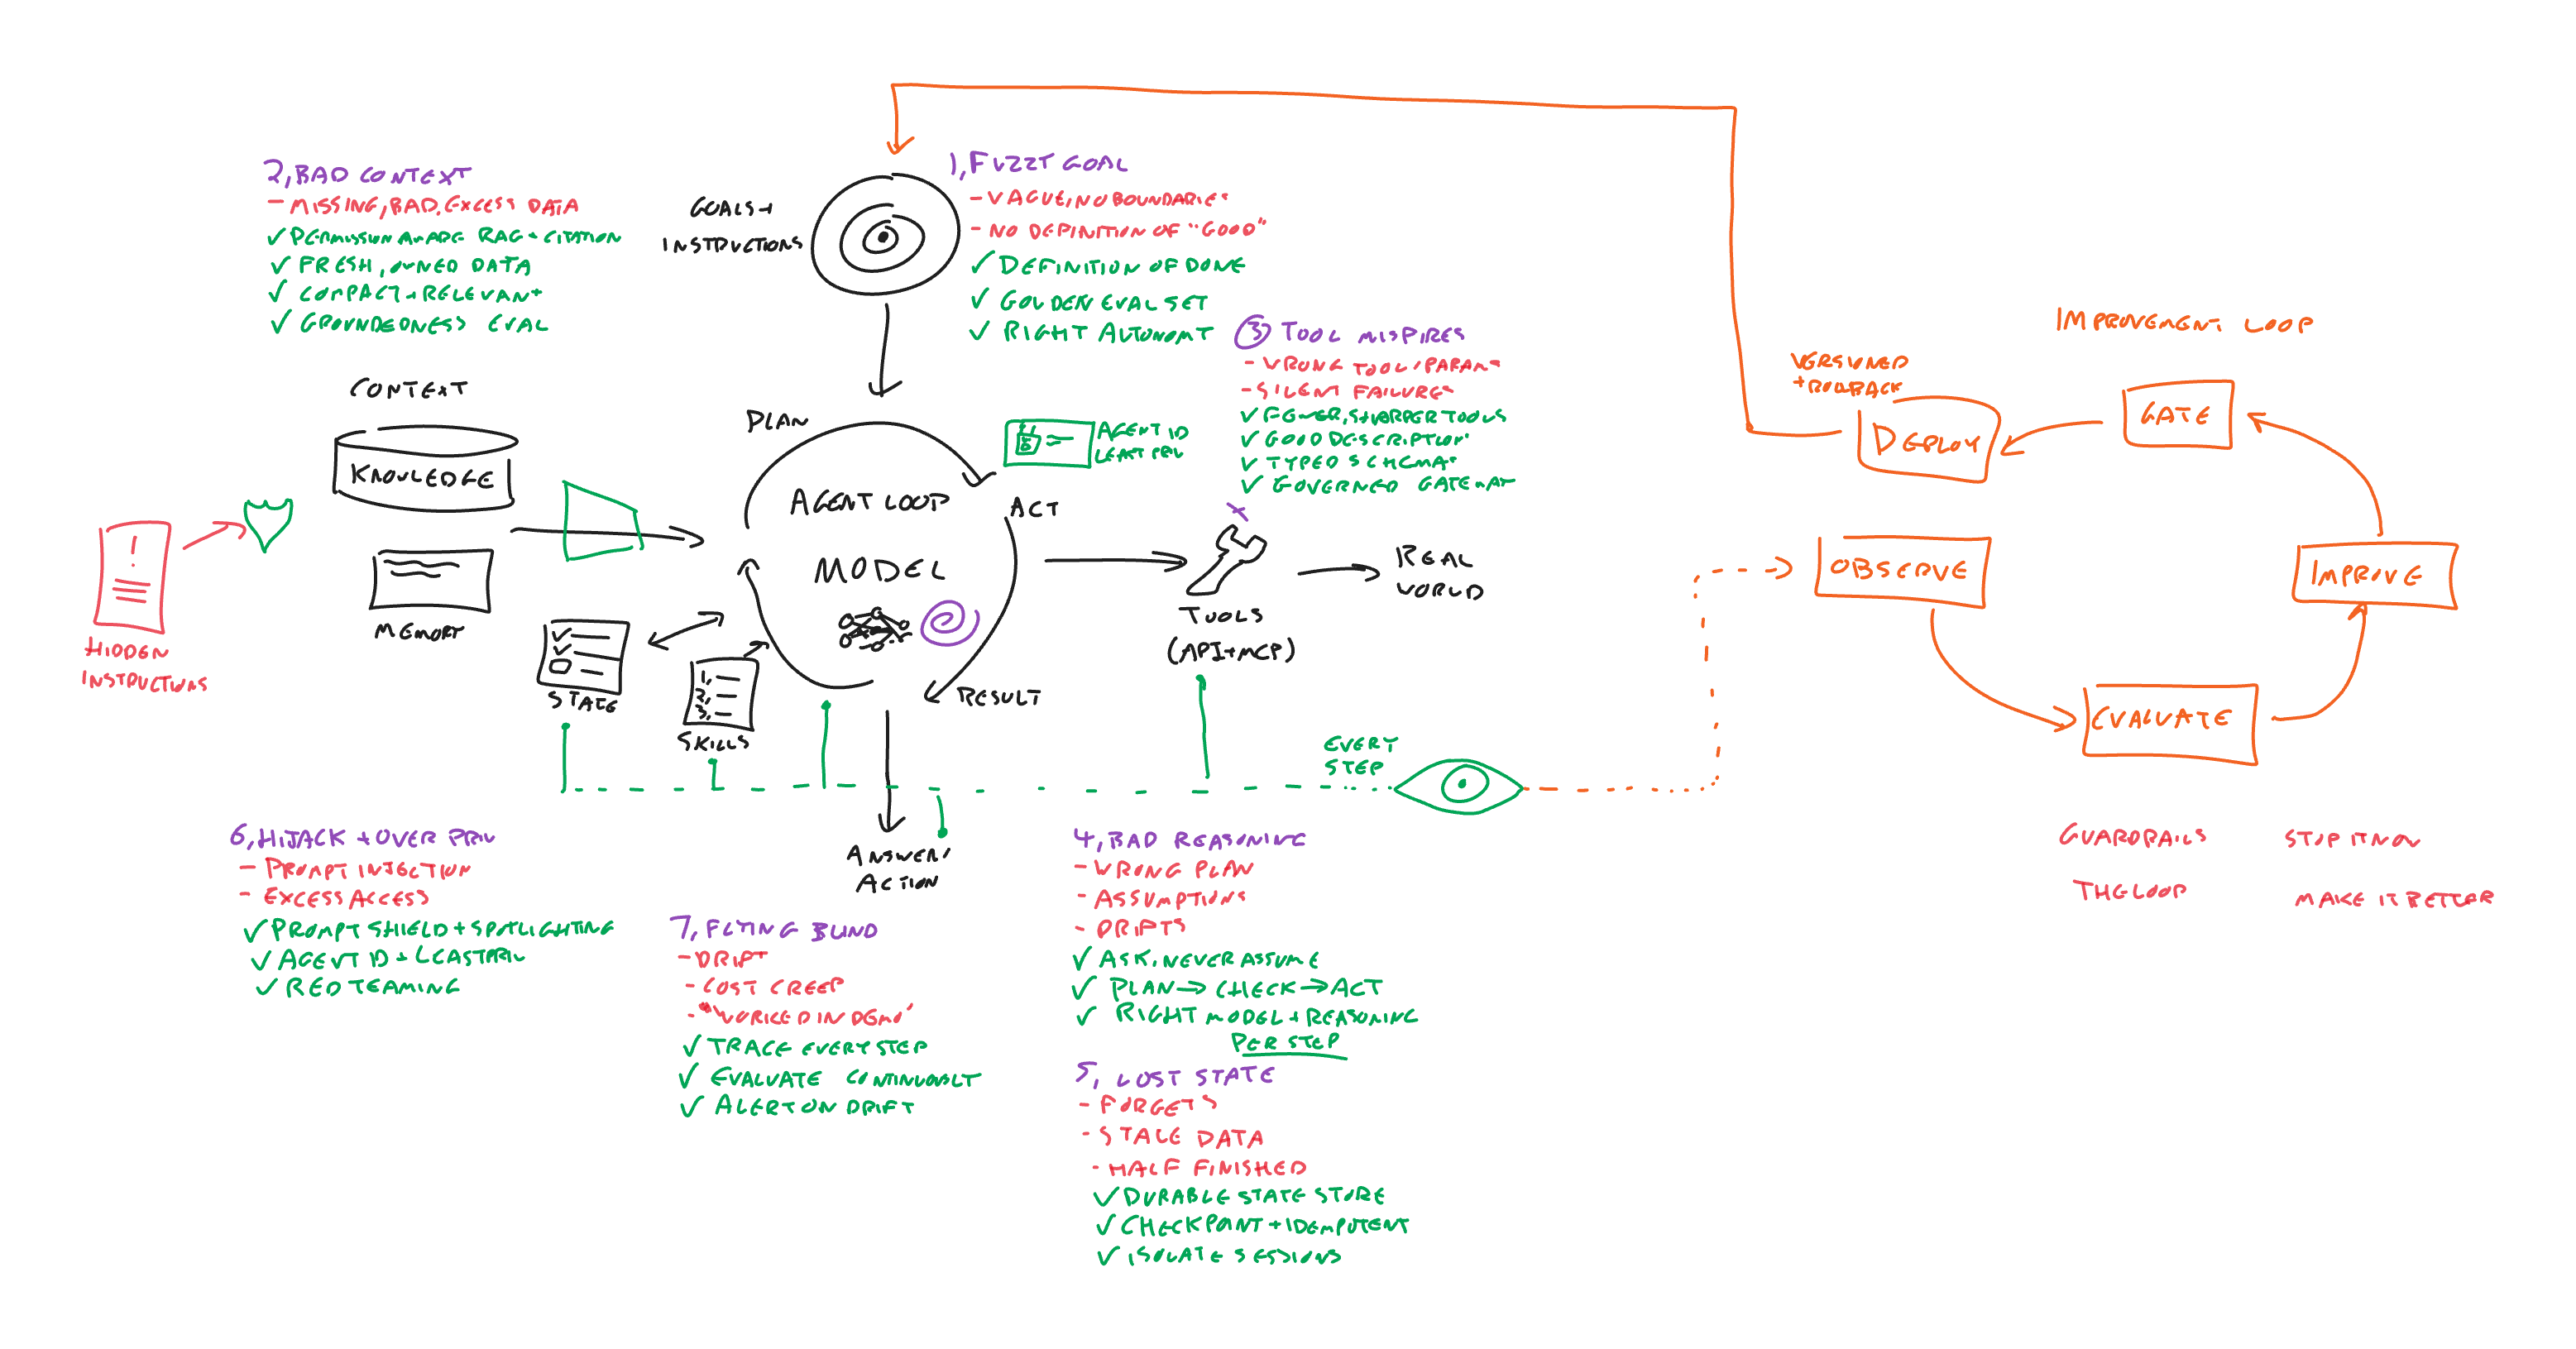 2, BAD CONTEXT
- MISSING, BAD, EXCESS DATA
✓ PERMISSION AWARE RAG + CITATION
✓ FRESH, OWNED DATA
✓ COMPACT + RELEVANT
✓ GROUNDEDNESS EVAL
GOALS +
INSTRUCTIONS
1, FUZZY GOAL
- VAGUE, NO BOUNDARIES
- NO DEFINITION OF "GOOD"
✓ DEFINITION OF DONE
✓ GOLDEN EVAL SET
✓ RIGHT AUTONOMY
3 TOOL MISFIRES
- WRONG TOOL / PARAMS
- SILENT FAILURES
✓ FEWER, SHARPER TOOLS
✓ GOOD DESCRIPTION
✓ TYPED SCHEMAS
✓ GOVERNED GATEWAY
CONTEXT
KNOWLEDGE
MEMORY
!
HIDDEN
INSTRUCTIONS
STATE
1,
2,
3,
SKILLS
PLAN
AGENT LOOP
MODEL
ACT
RESULT
AGENT ID
LEAST PRIV
TOOLS
(API + MCP)
REAL
WORLD
ANSWER /
ACTION
EVERY
STEP
IMPROVEMENT LOOP
VERSIONED
+ ROLLBACK
DEPLOY
GATE
OBSERVE
IMPROVE
EVALUATE
GUARDRAILS STOP IT NOW
THE LOOP MAKE IT BETTER
6, HIJACK + OVER PRIV
- PROMPT INJECTION
- EXCESS ACCESS
✓ PROMPT SHIELD + SPOTLIGHTING
✓ AGENT ID + LEAST PRIV
✓ RED TEAMING
7, FLYING BLIND
- DRIFT
- COST CREEP
- "WORKED IN DEMO"
✓ TRACE EVERY STEP
✓ EVALUATE CONTINUOUSLY
✓ ALERT ON DRIFT
4, BAD REASONING
- WRONG PLAN
- ASSUMPTIONS
- DRIFTS
✓ ASK, NEVER ASSUME
✓ PLAN → CHECK → ACT
✓ RIGHT MODEL + REASONING
PER STEP
5, LOST STATE
- FORGETS
- STALE DATA
- HALF FINISHED
✓ DURABLE STATE STORE
✓ CHECKPOINT + IDEMPOTENT
✓ ISOLATE SESSIONS